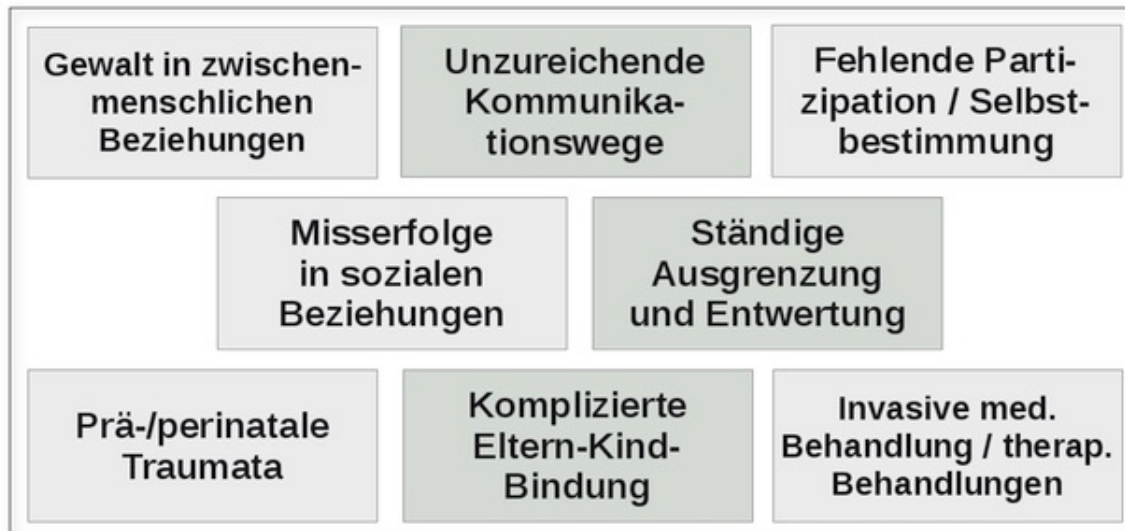 Gewalt in zwischen-
menschlichen
Beziehungen
Unzureichende
Kommunika-
tionswege
Fehlende Parti-
zipation / Selbst-
bestimmung
Misserfolge
in sozialen
Beziehungen
Ständige
Ausgrenzung
und Entwertung
Prä-/perinatale
Traumata
Komplizierte
Eltern-Kind-
Bindung
Invasive med.
Behandlung / therap.
Behandlungen